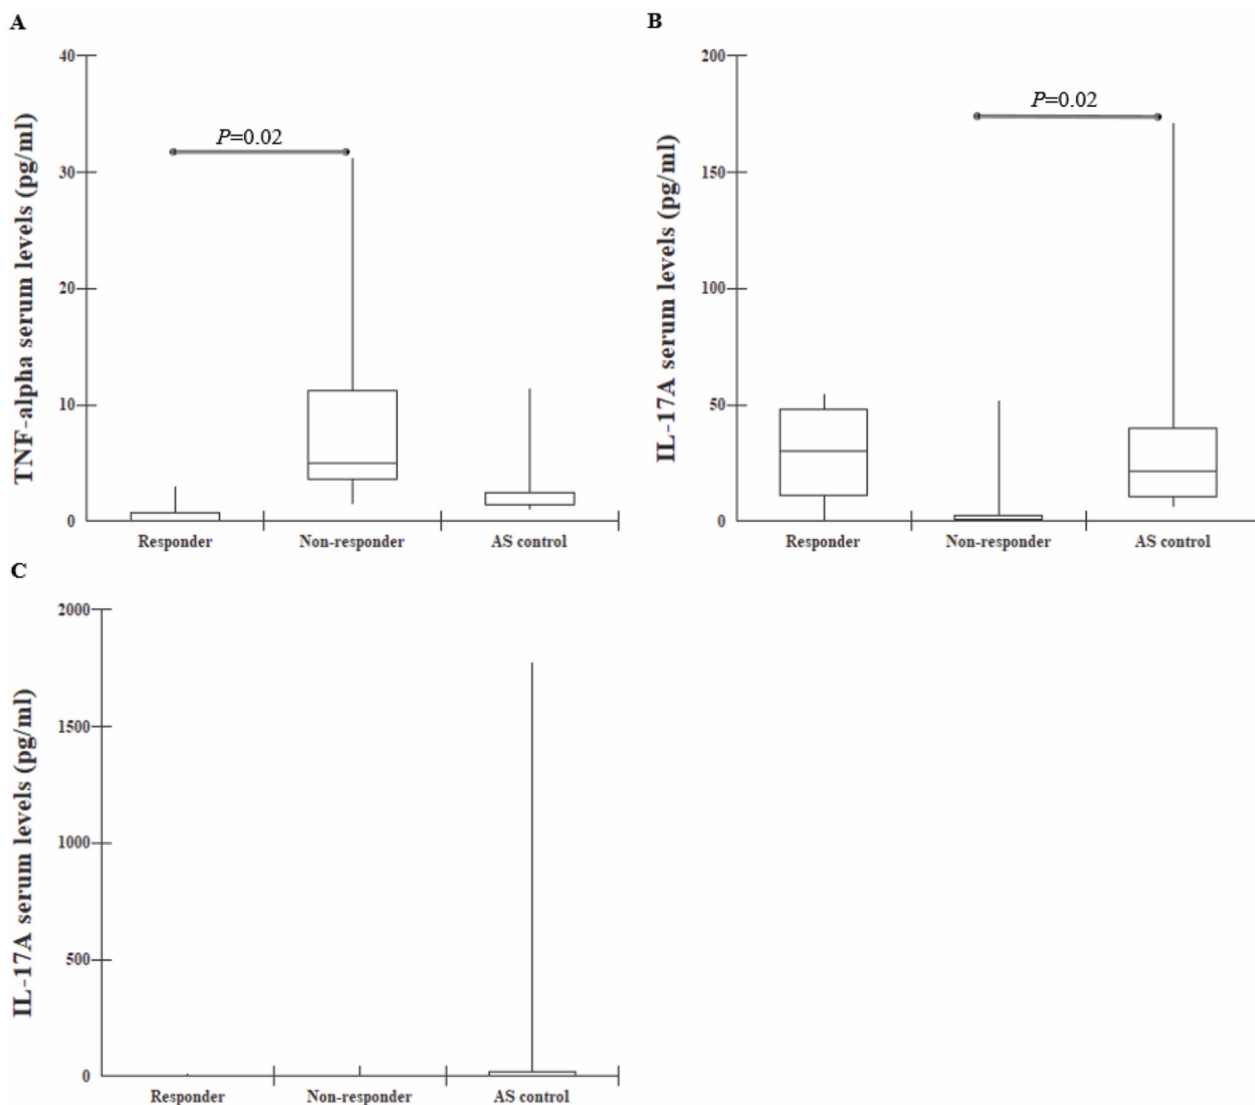 A
TNF-alpha serum levels (pg/ml)
40
30
20
10
0
P=0.02
Responder Non-responder AS control
B
IL-17A serum levels (pg/ml)
200
150
100
50
0
P=0.02
Responder Non-responder AS control
C
IL-17A serum levels (pg/ml)
2000
1500
1000
500
0
Responder Non-responder AS control